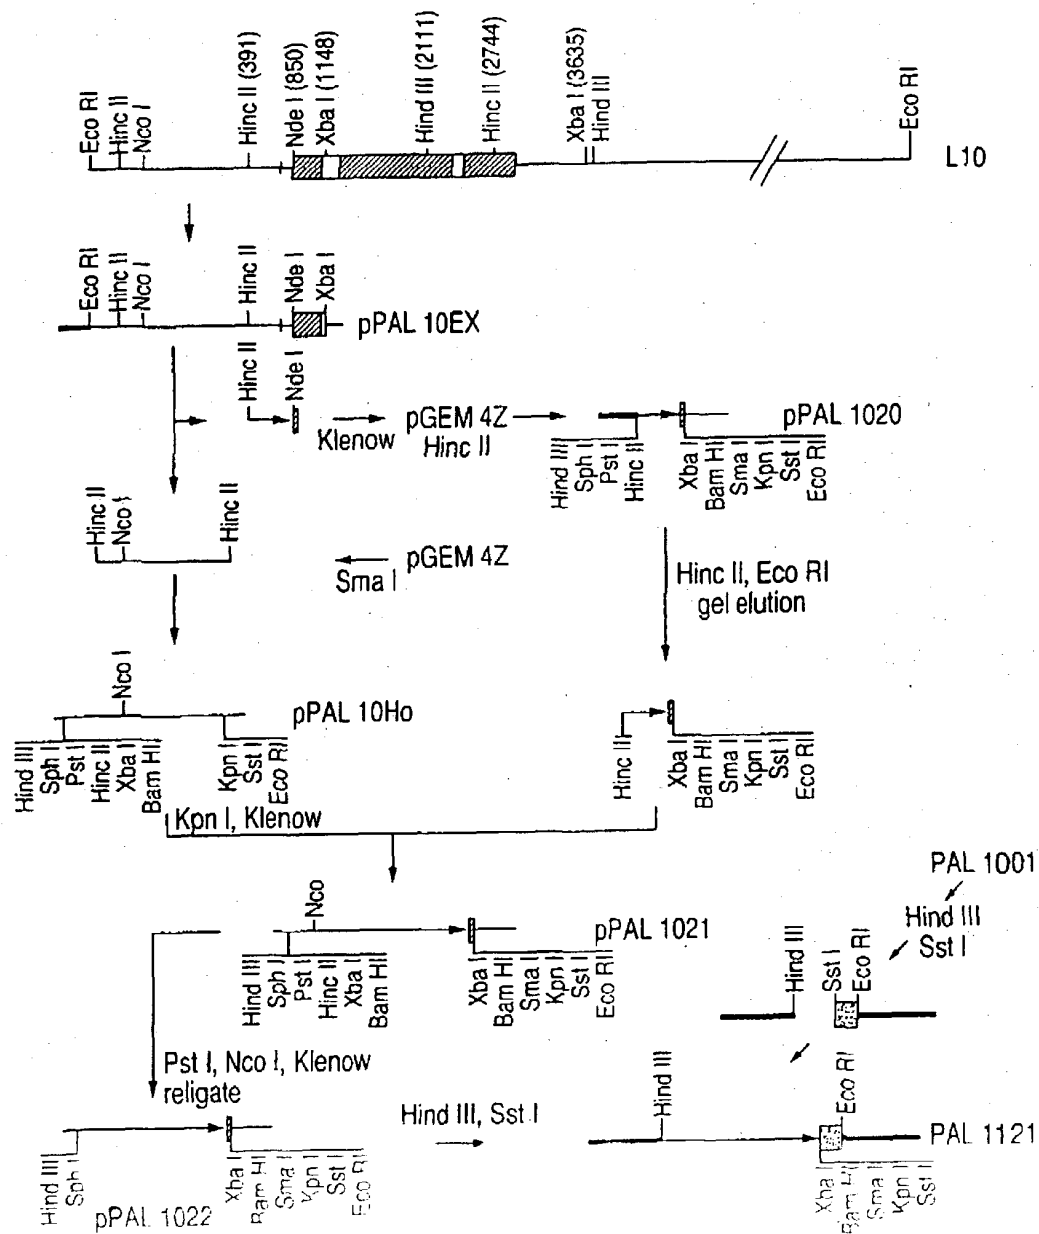 Eco RI
Hinc II
Nco I
Hinc II (391)
Nde I (850)
Xba I (1148)
Hind III (2111)
Hinc II (2744)
Xba I (3635)
Hind III
Eco RI
L10
Eco RI
Hinc II
Nco I
Hinc II
Nde I
Xba I
pPAL 10EX
Hinc II
Nde I
Klenow
pGEM 4Z
Hinc II
pPAL 1020
Hind III
Sph I
Pst I
Hinc II
Xba I
Bam HI
Sma I
Kpn I
Sst I
Eco RI
Hinc II
Nco I
Hinc II
pGEM 4Z
Sma I
Hinc II, Eco RI
gel elution
Nco I
pPAL 10Ho
Hind III
Sph I
Pst I
Hinc II
Xba I
Bam HI
Kpn I
Sst I
Eco RI
Hinc II
Xba I
Bam HI
Sma I
Kpn I
Sst I
Eco RI
Kpn I, Klenow
PAL 1001
Hind III
Sst I
Nco
pPAL 1021
Hind III
Sph I
Pst I
Hinc II
Xba I
Bam HI
Xba I
Bam HI
Sma I
Kpn I
Sst I
Eco RI
Hind III
Sst I
Eco RI
Pst I, Nco I, Klenow
religate
Hind III, Sst I
Hind III
Eco RI
PAL 1121
Hind III
Sph I
Xba I
Bam HI
Sma I
Kpn I
Sst I
Eco RI
Xba I
Bam HI
Sma I
Kpn I
Sst I
pPAL 1022